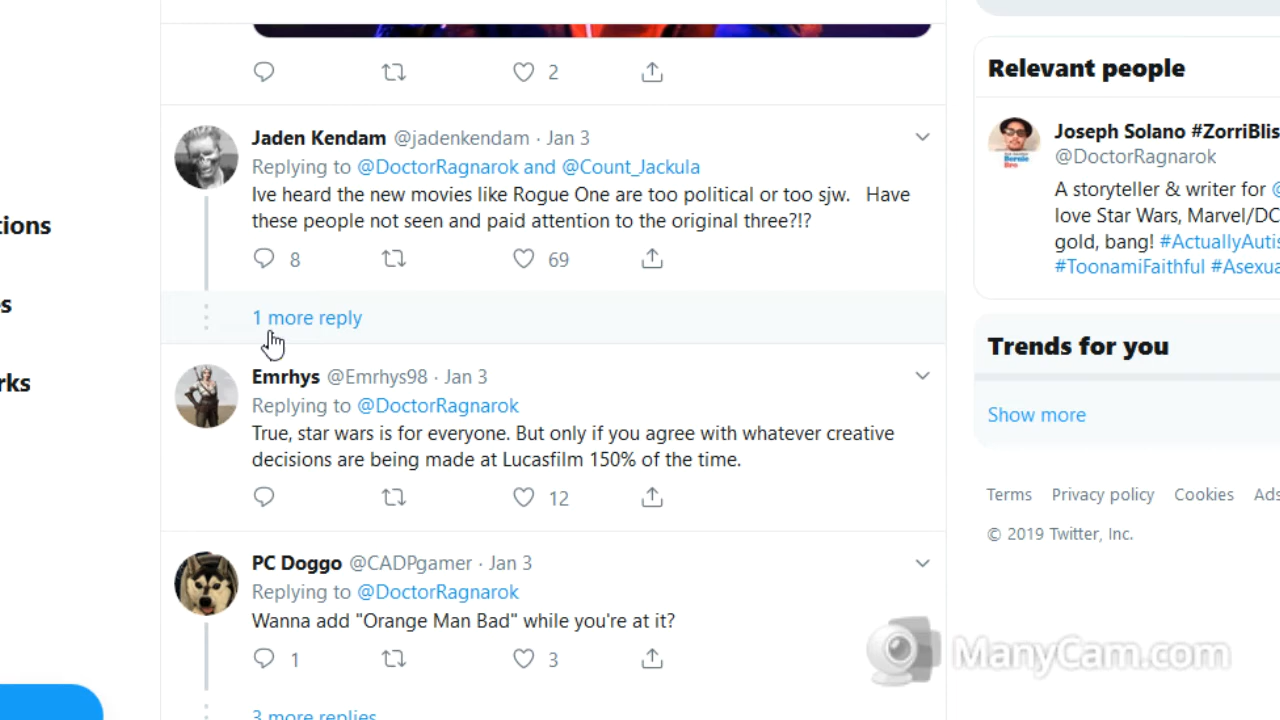 2
Jaden Kendam @jadenkendam · Jan 3
Replying to @DoctorRagnarok and @Count_Jackula
Ive heard the new movies like Rogue One are too political or too sjw. Have
these people not seen and paid attention to the original three?!?
8 69
1 more reply
Emrhys @Emrhys98 · Jan 3
Replying to @DoctorRagnarok
True, star wars is for everyone. But only if you agree with whatever creative
decisions are being made at Lucasfilm 150% of the time.
12
PC Doggo @CADPgamer · Jan 3
Replying to @DoctorRagnarok
Wanna add "Orange Man Bad" while you're at it?
1 3
3 more replies
tions
s
rks
Relevant people
Joseph Solano #ZorriBlis
@DoctorRagnarok
A storyteller & writer for @
love Star Wars, Marvel/DC
gold, bang! #ActuallyAutis
#ToonamiFaithful #Asexua
Trends for you
Show more
Terms Privacy policy Cookies Ads
© 2019 Twitter, Inc.
ManyCam.com